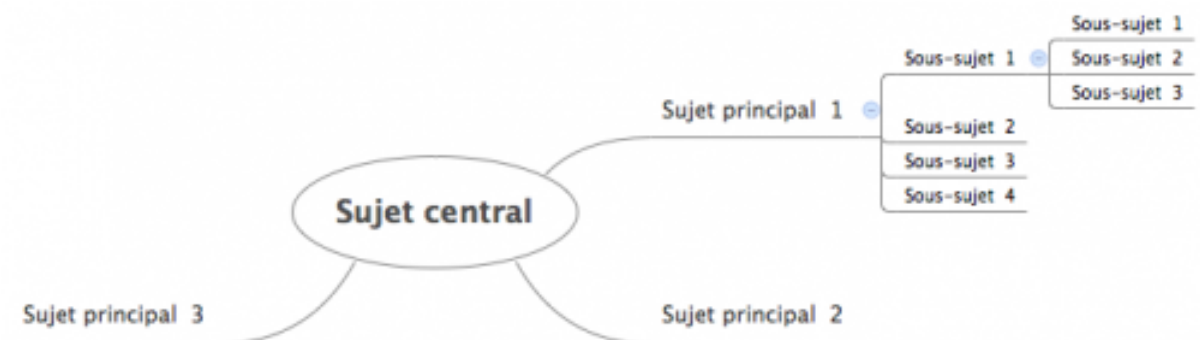 Sous-sujet 1
Sous-sujet 1
Sous-sujet 2
Sous-sujet 3
Sujet principal 1
Sous-sujet 2
Sous-sujet 3
Sous-sujet 4
Sujet central
Sujet principal 3
Sujet principal 2